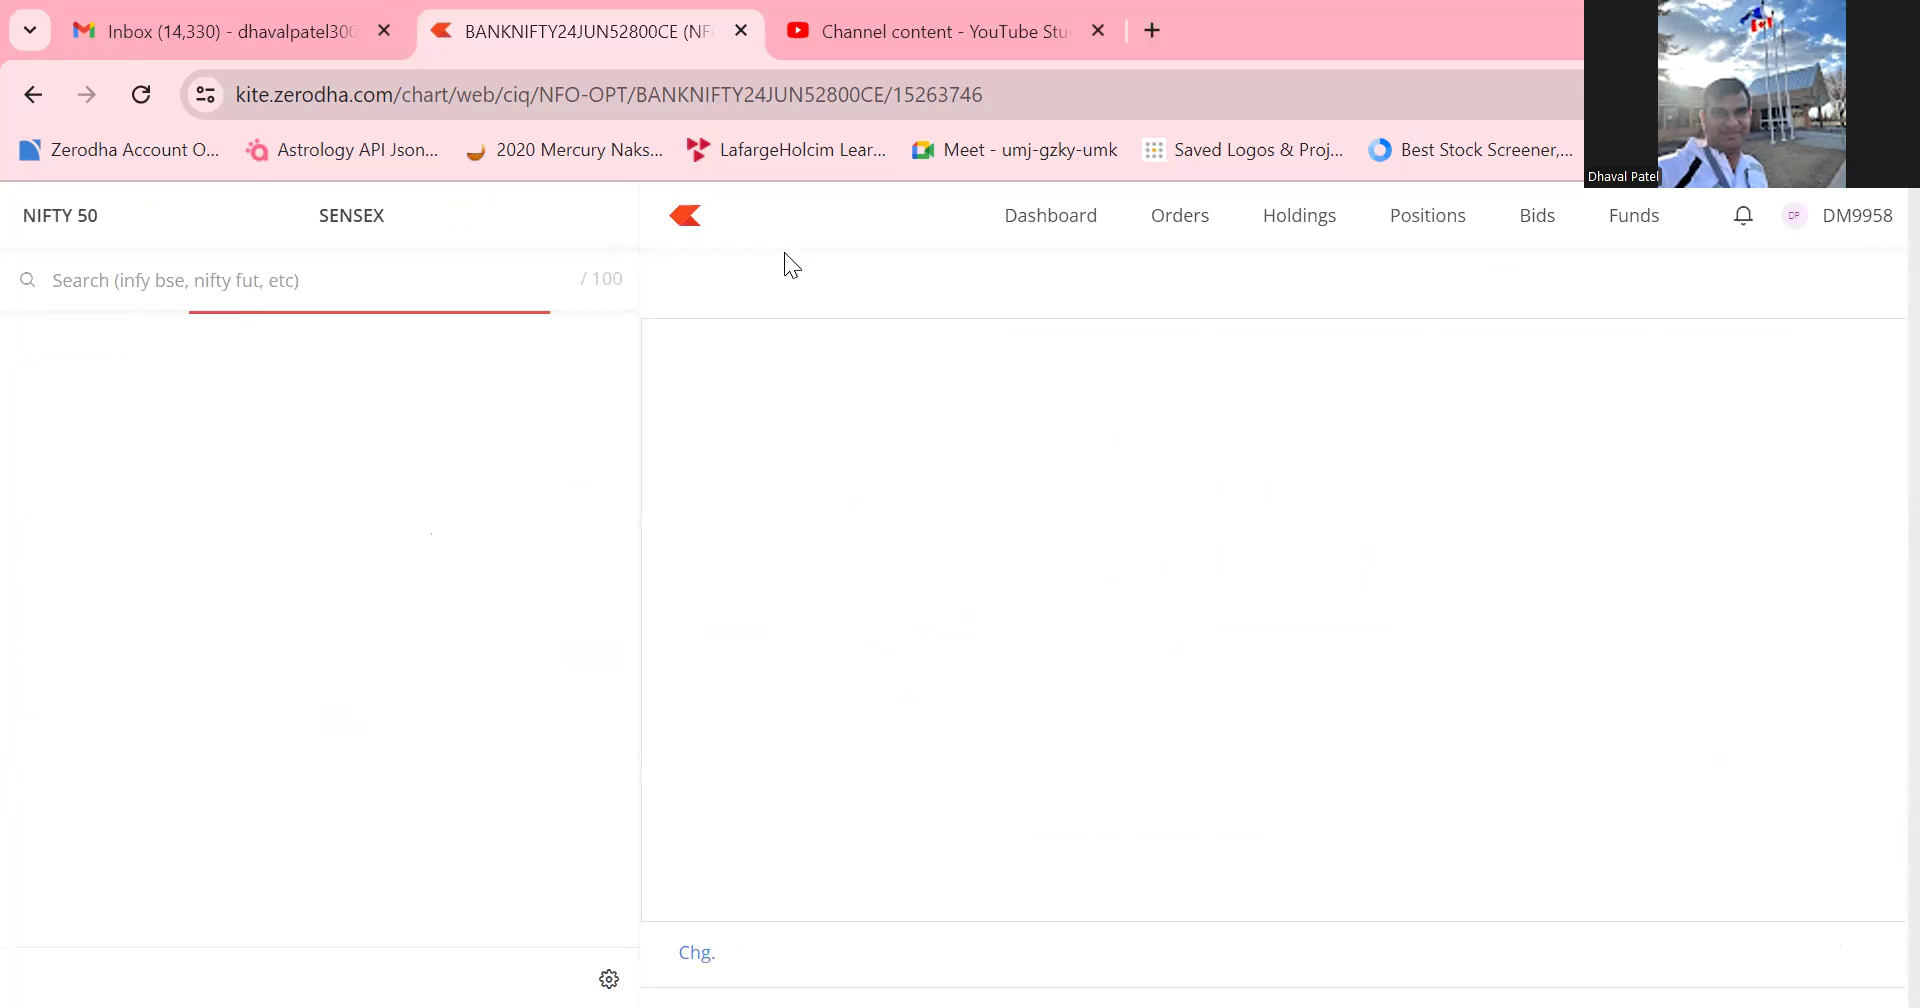 Inbox (14,330) - dhavalpatel300
BANKNIFTY24JUN52800CE (NF
Channel content - YouTube Stu
kite.zerodha.com/chart/web/ciq/NFO-OPT/BANKNIFTY24JUN52800CE/15263746
Zerodha Account O...
Astrology API Json...
2020 Mercury Naks...
LafargeHolcim Lear...
Meet - umj-gzky-umk
Saved Logos & Proj...
Best Stock Screener,...
Dhaval Patel
NIFTY 50
SENSEX
Dashboard
Orders
Holdings
Positions
Bids
Funds
DP
DM9958
Search (infy bse, nifty fut, etc)
/ 100
Chg.